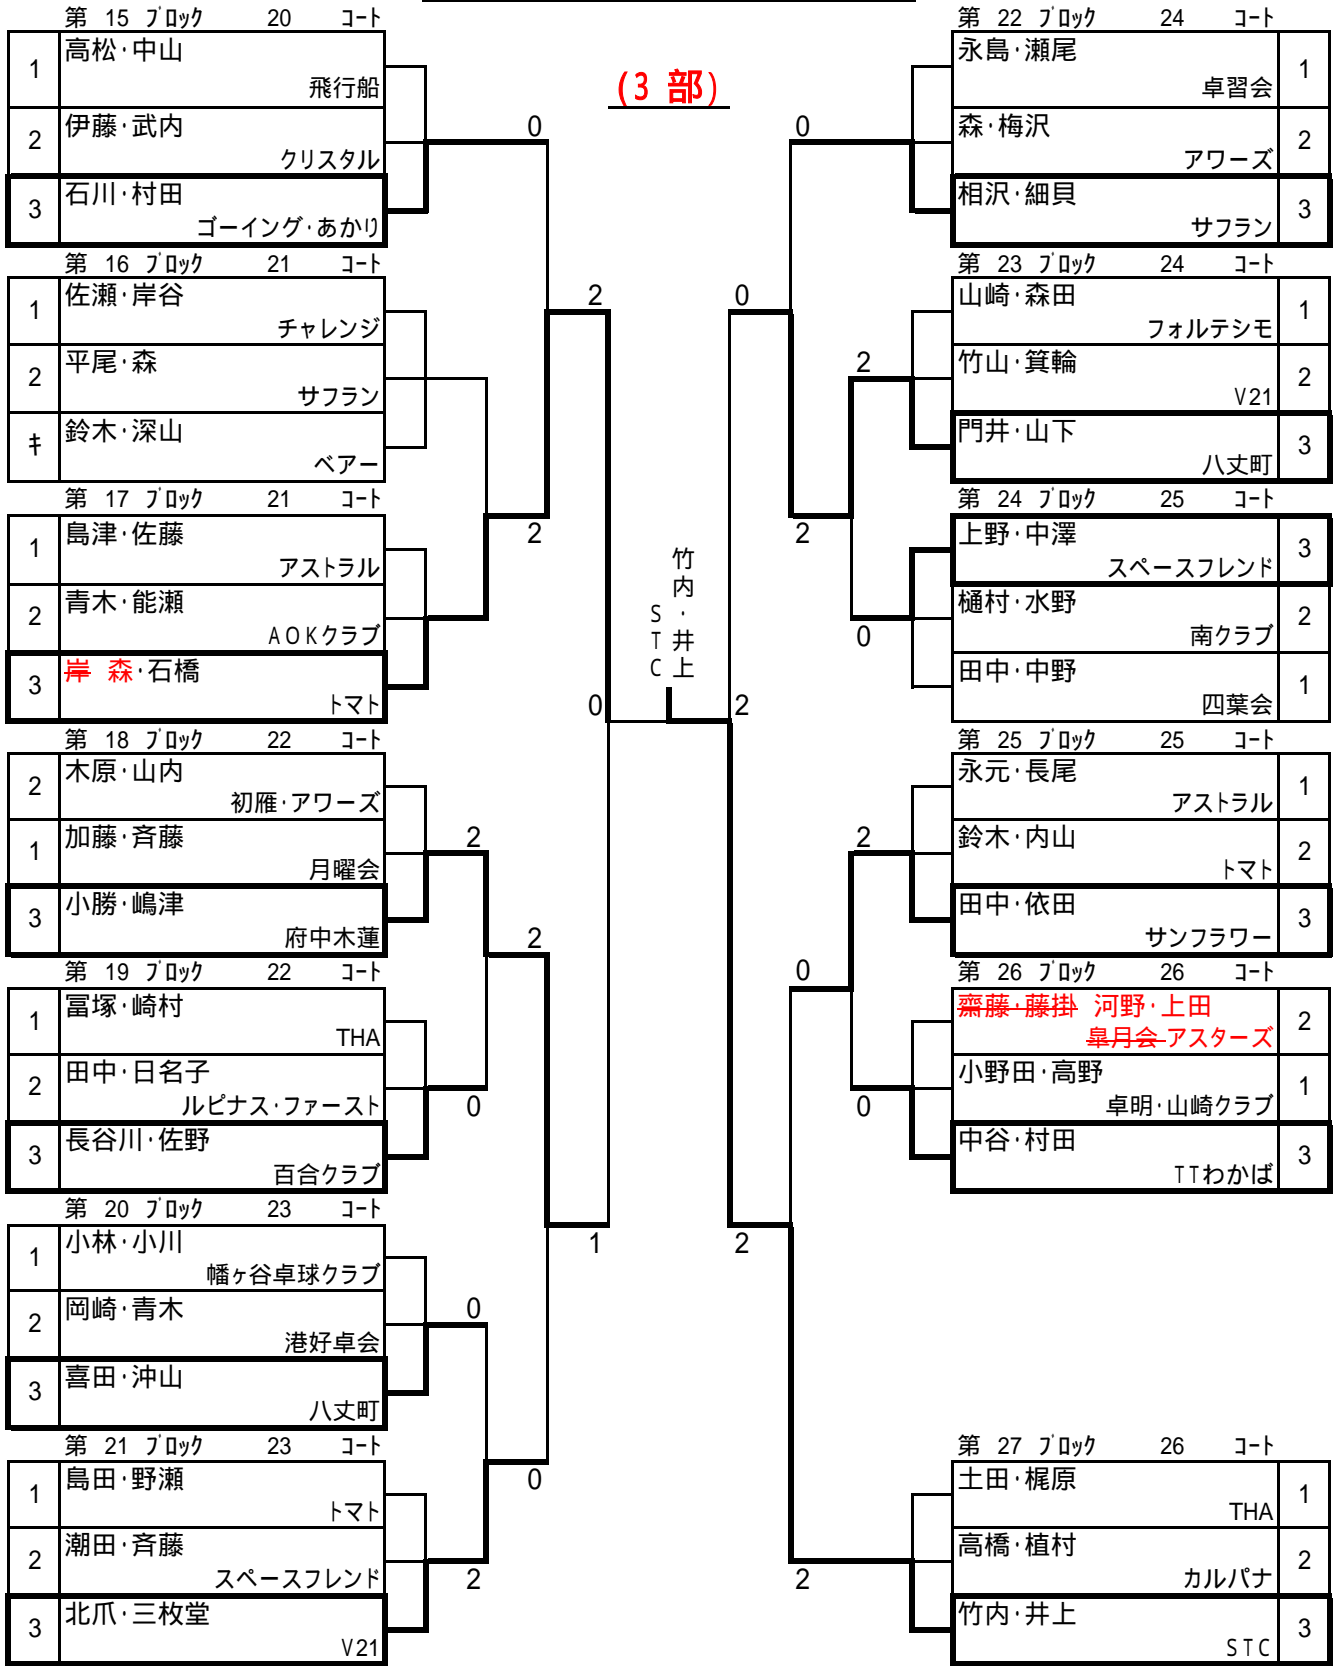 (3 部)
第 15 ブロック 20 コート
1 高松・中山
飛行船
2 伊藤・武内
クリスタル
3 石川・村田
ゴーイング・あかり
第 16 ブロック 21 コート
1 佐瀬・岸谷
チャレンジ
2 平尾・森
サフラン
キ 鈴木・深山
ベアー
第 17 ブロック 21 コート
1 島津・佐藤
アストラル
2 青木・能瀬
AOKクラブ
3 岸 森・石橋
トマト
第 18 ブロック 22 コート
2 木原・山内
初雁・アワーズ
1 加藤・斉藤
月曜会
3 小勝・嶋津
府中木蓮
第 19 ブロック 22 コート
1 冨塚・崎村
THA
2 田中・日名子
ルピナス・ファースト
3 長谷川・佐野
百合クラブ
第 20 ブロック 23 コート
1 小林・小川
幡ヶ谷卓球クラブ
2 岡崎・青木
港好卓会
3 喜田・沖山
八丈町
第 21 ブロック 23 コート
1 島田・野瀬
トマト
2 潮田・斉藤
スペースフレンド
3 北爪・三枚堂
V21
0
2
2
0
2
2
0
1
0
0
2
竹内・井上
STC
0
0
2
2
0
2
2
0
0
2
2
第 22 ブロック 24 コート
永島・瀬尾 1
卓習会
森・梅沢 2
アワーズ
相沢・細貝 3
サフラン
第 23 ブロック 24 コート
山崎・森田 1
フォルテシモ
竹山・箕輪 2
V21
門井・山下 3
八丈町
第 24 ブロック 25 コート
上野・中澤 3
スペースフレンド
樋村・水野 2
南クラブ
田中・中野 1
四葉会
第 25 ブロック 25 コート
永元・長尾 1
アストラル
鈴木・内山 2
トマト
田中・依田 3
サンフラワー
第 26 ブロック 26 コート
齋藤・藤掛 河野・上田 2
皐月会 アスターズ
小野田・高野 1
卓明・山崎クラブ
中谷・村田 3
TTわかば
第 27 ブロック 26 コート
土田・梶原 1
THA
高橋・植村 2
カルパナ
竹内・井上 3
STC